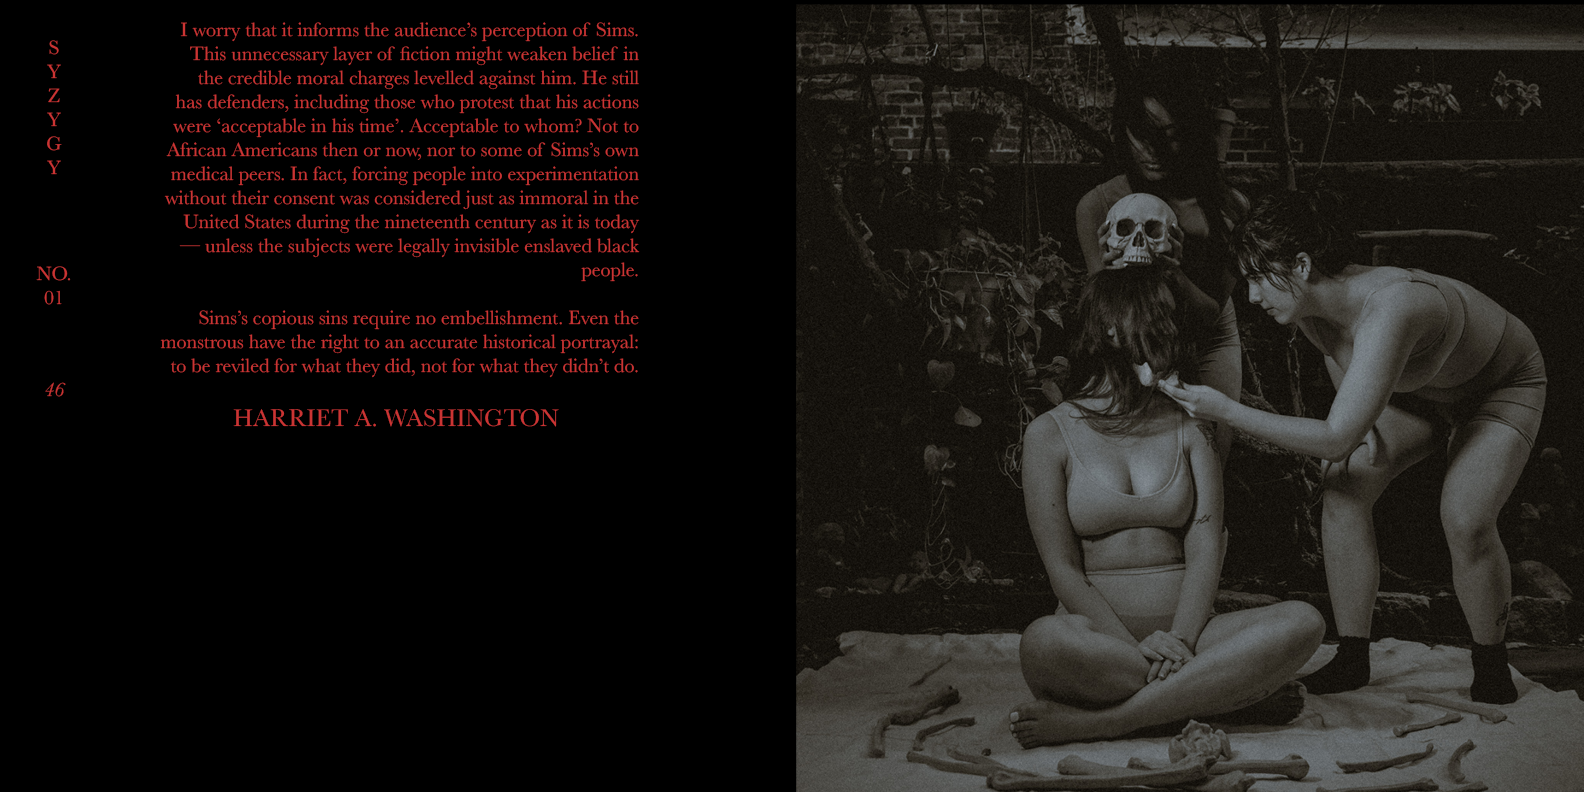 S
Y
Z
Y
G
Y
NO.
01
46
I worry that it informs the audience’s perception of Sims.
This unnecessary layer of fiction might weaken belief in
the credible moral charges levelled against him. He still
has defenders, including those who protest that his actions
were ‘acceptable in his time’. Acceptable to whom? Not to
African Americans then or now, nor to some of Sims’s own
medical peers. In fact, forcing people into experimentation
without their consent was considered just as immoral in the
United States during the nineteenth century as it is today
— unless the subjects were legally invisible enslaved black
people.
Sims’s copious sins require no embellishment. Even the
monstrous have the right to an accurate historical portrayal:
to be reviled for what they did, not for what they didn’t do.
HARRIET A. WASHINGTON